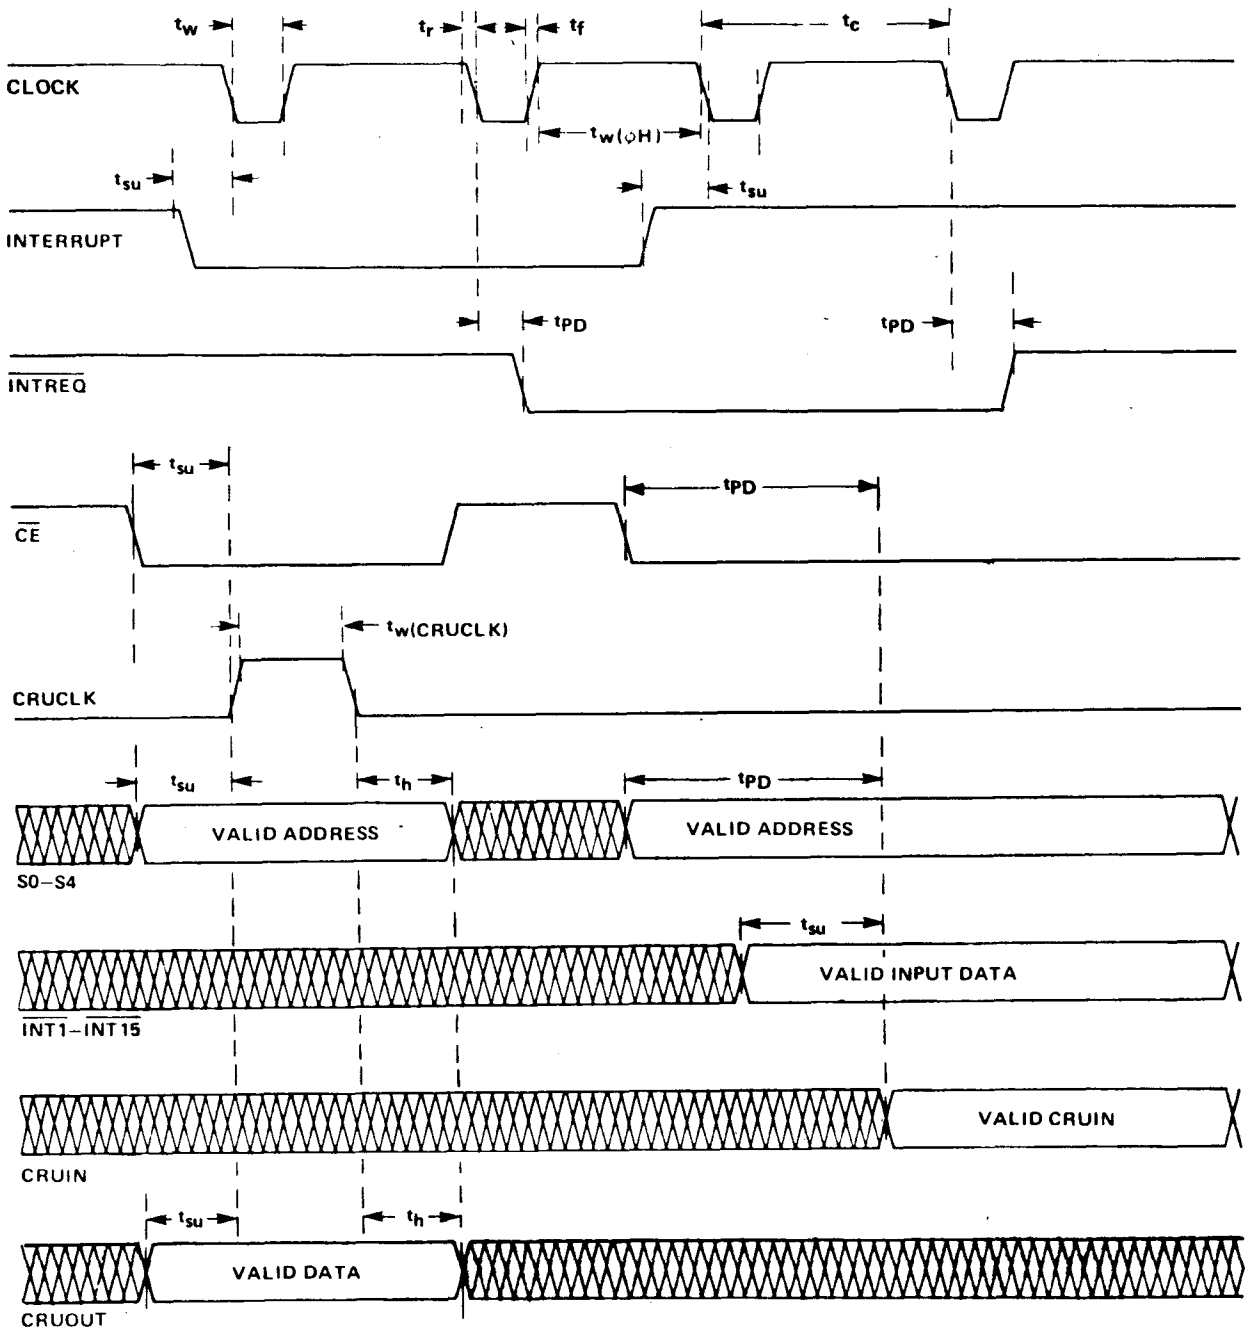 tw tr tf tc
CLOCK
tw(φH)
tsu tsu
INTERRUPT
tPD tPD
INTREQ
tsu tPD
CE
tw(CRUCLK)
CRUCLK
tsu th tPD
VALID ADDRESS VALID ADDRESS
S0–S4
tsu
VALID INPUT DATA
INT1–INT15
VALID CRUIN
CRUIN
tsu th
VALID DATA
CRUOUT